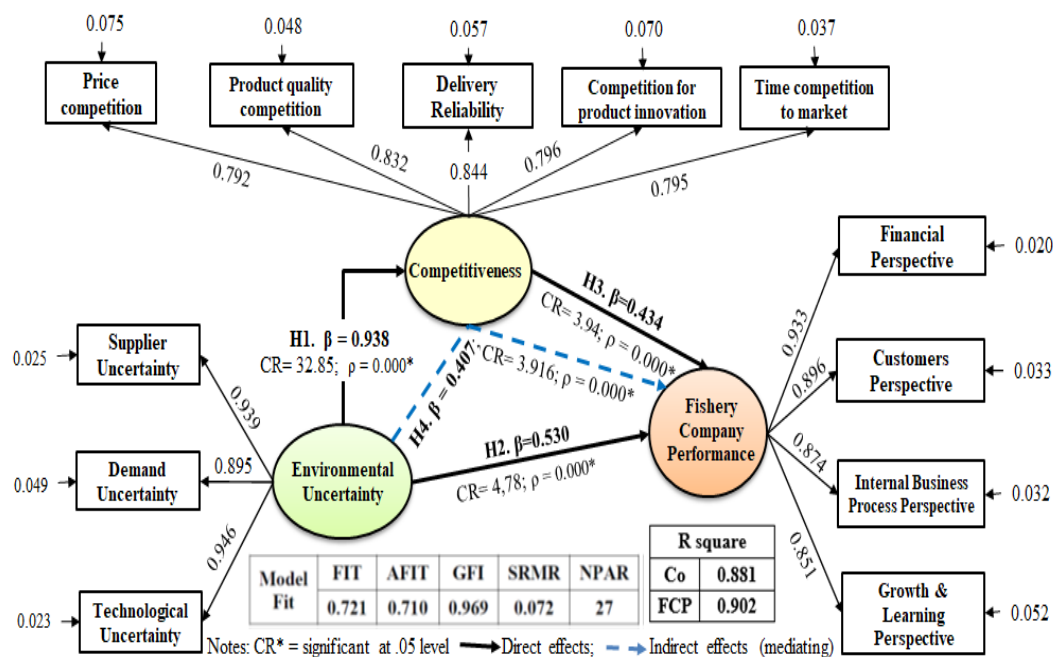 0.075
0.048
0.057
0.070
0.037
Price
competition
Product quality
competition
Delivery
Reliability
Competition for
product innovation
Time competition
to market
0.792
0.832
0.844
0.796
0.795
Competitiveness
Financial
Perspective
0.020
H1. β = 0.938
CR= 32.85; ρ = 0.000*
H3. β=0.434
CR= 3.94; ρ = 0.000*
CR= 3.916; ρ = 0.000*
H4. β = 0.407;
0.933
0.025
Supplier
Uncertainty
0.939
Customers
Perspective
0.033
0.896
Fishery
Company
Performance
H2. β=0.530
CR= 4,78; ρ = 0.000*
0.049
Demand
Uncertainty
0.895
Environmental
Uncertainty
0.874
Internal Business
Process Perspective
0.032
0.946
0.851
0.023
Technological
Uncertainty
Model
Fit
FIT AFIT GFI SRMR NPAR
0.721 0.710 0.969 0.072 27
R square
Co 0.881
FCP 0.902
Growth &
Learning
Perspective
0.052
Notes: CR* = significant at .05 level Direct effects; Indirect effects (mediating)